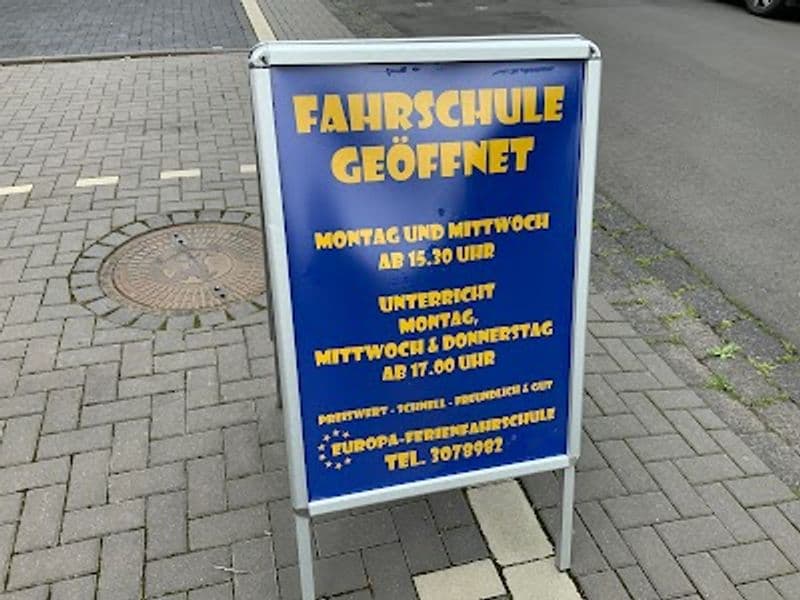 FAHRSCHULE
GEÖFFNET
MONTAG UND MITTWOCH
AB 15.30 UHR
UNTERRICHT
MONTAG,
MITTWOCH & DONNERSTAG
AB 17.00 UHR
PREISWERT - SCHNELL - FREUNDLICH & GUT
EUROPA-FERIENFAHRSCHULE
TEL. 3078982